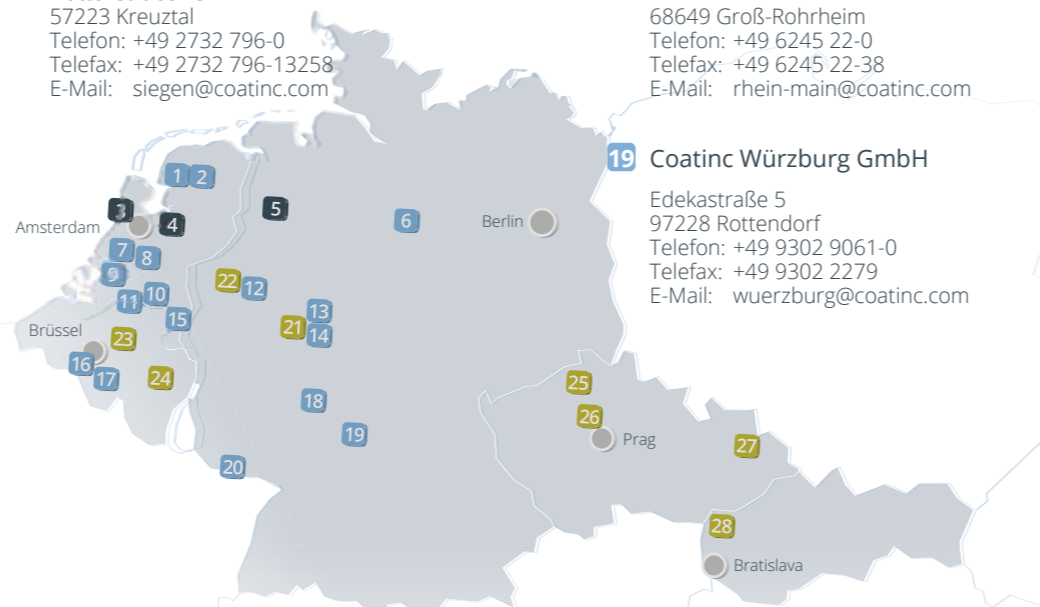 57223 Kreuztal
Telefon: +49 2732 796-0
Telefax: +49 2732 796-13258
E-Mail: siegen@coatinc.com
68649 Groß-Rohrheim
Telefon: +49 6245 22-0
Telefax: +49 6245 22-38
E-Mail: rhein-main@coatinc.com
19 Coatinc Würzburg GmbH
Edekastraße 5
97228 Rottendorf
Telefon: +49 9302 9061-0
Telefax: +49 9302 2279
E-Mail: wuerzburg@coatinc.com
1 2
3
4
5
6
Amsterdam
Berlin
7
8
9
10
11
22
12
13
15
21
14
Brüssel
23
16
17
24
18
19
20
25
26
Prag
27
28
Bratislava